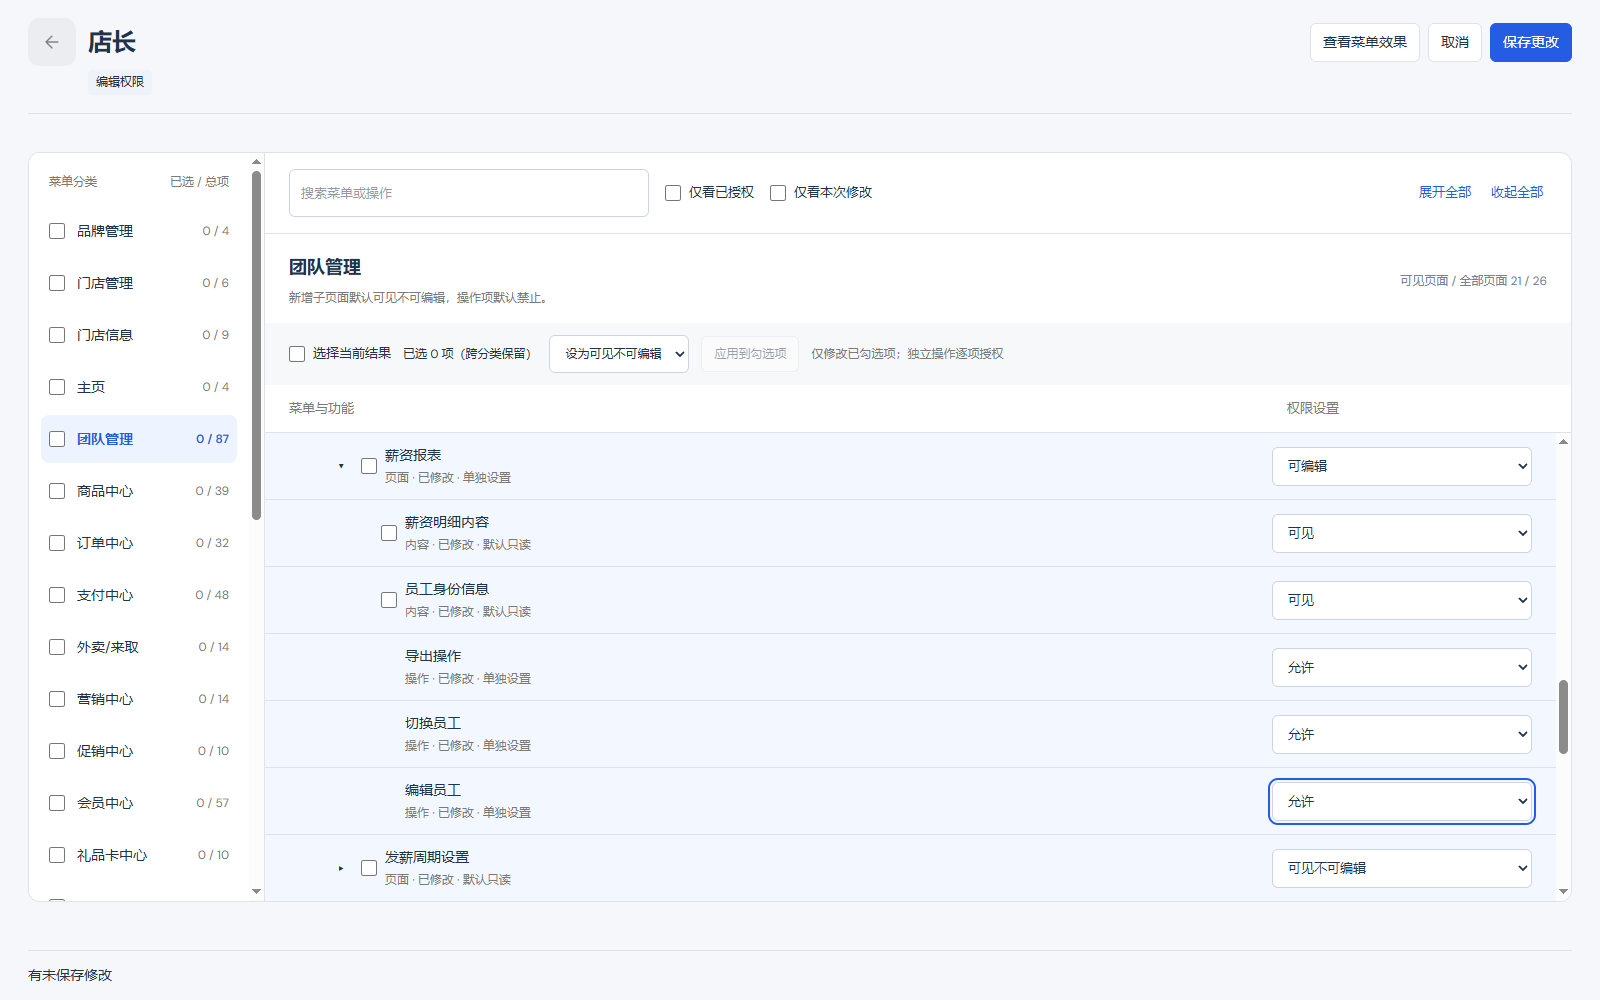 店长
查看菜单效果 取消 保存更改
编辑权限
菜单分类 已选 / 总项
品牌管理 0 / 4
门店管理 0 / 6
门店信息 0 / 9
主页 0 / 4
团队管理 0 / 87
商品中心 0 / 39
订单中心 0 / 32
支付中心 0 / 48
外卖/来取 0 / 14
营销中心 0 / 14
促销中心 0 / 10
会员中心 0 / 57
礼品卡中心 0 / 10
搜索菜单或操作 仅看已授权 仅看本次修改 展开全部 收起全部
团队管理
新增子页面默认可见不可编辑，操作项默认禁止。
可见页面 / 全部页面 21 / 26
选择当前结果 已选 0 项（跨分类保留） 设为可见不可编辑 应用到勾选项 仅修改已勾选项；独立操作逐项授权
菜单与功能 权限设置
薪资报表
页面 · 已修改 · 单独设置
可编辑
薪资明细内容
内容 · 已修改 · 默认只读
可见
员工身份信息
内容 · 已修改 · 默认只读
可见
导出操作
操作 · 已修改 · 单独设置
允许
切换员工
操作 · 已修改 · 单独设置
允许
编辑员工
操作 · 已修改 · 单独设置
允许
发薪周期设置
页面 · 已修改 · 默认只读
可见不可编辑
有未保存修改